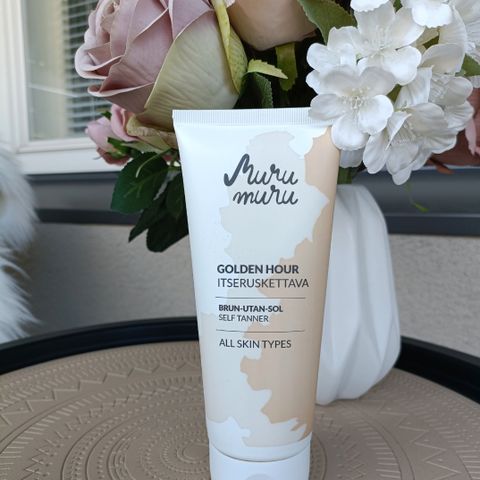 Muru
muru
GOLDEN HOUR
ITSERUSKETTAVA
BRUN-UTAN-SOL
SELF TANNER
ALL SKIN TYPES